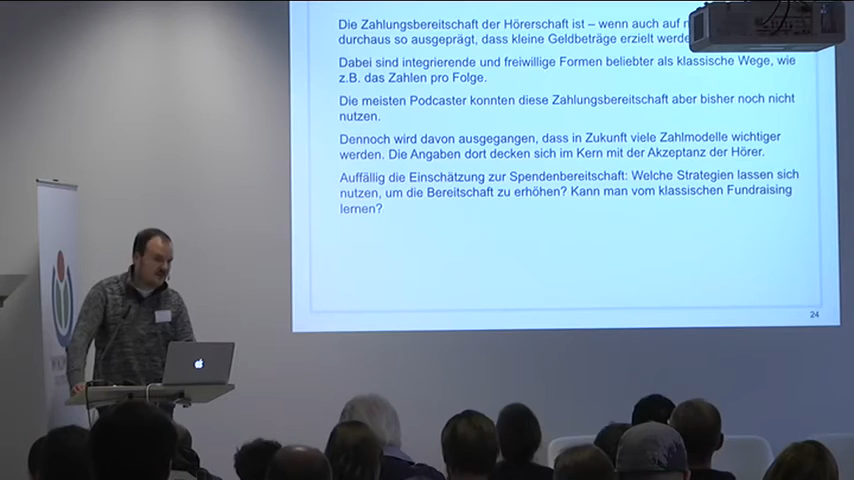 Die Zahlungsbereitschaft der Hörerschaft ist – wenn auch auf
durchaus so ausgeprägt, dass kleine Geldbeträge erzielt
Dabei sind integrierende und freiwillige Formen beliebter als klassische Wege, wie
z.B. das Zahlen pro Folge.
Die meisten Podcaster konnten diese Zahlungsbereitschaft aber bisher noch nicht
nutzen.
Dennoch wird davon ausgegangen, dass in Zukunft viele Zahlmodelle wichtiger
werden. Die Angaben dort decken sich im Kern mit der Akzeptanz der Hörer.
Auffällig die Einschätzung zur Spendenbereitschaft: Welche Strategien lassen sich
nutzen, um die Bereitschaft zu erhöhen? Kann man vom klassischen Fundraising
lernen?
24